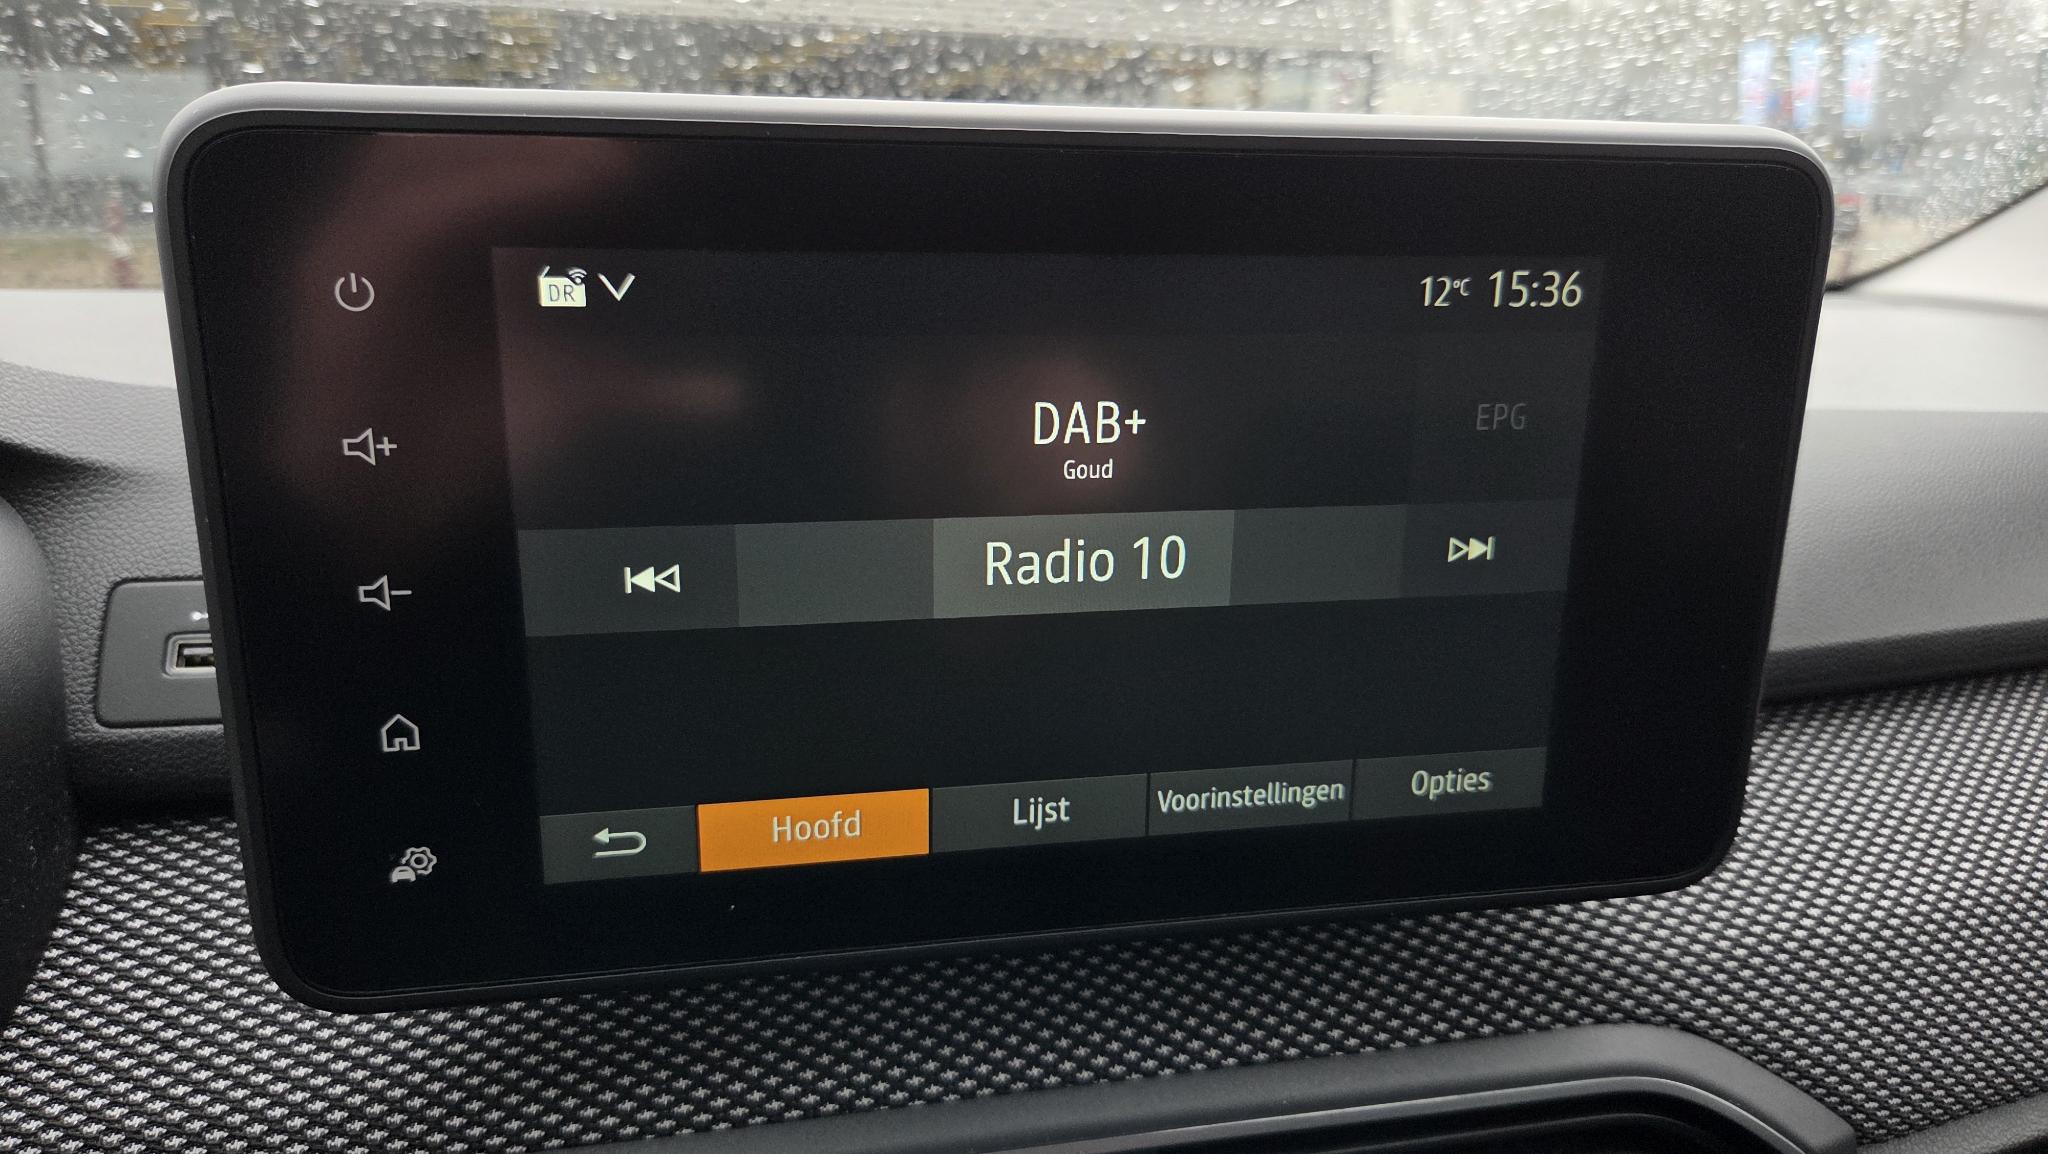 DR
12°C 15:36
DAB+
EPG
Goud
Radio 10
Hoofd
Lijst
Voorinstellingen
Opties